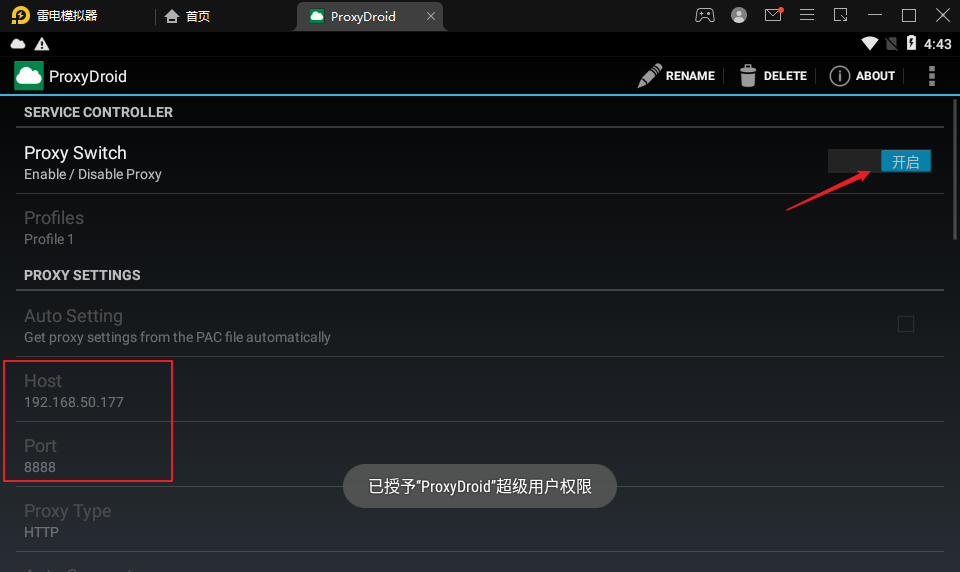 雷电模拟器
首页
ProxyDroid
4:43
ProxyDroid
RENAME
DELETE
ABOUT
SERVICE CONTROLLER
Proxy Switch
Enable / Disable Proxy
开启
Profiles
Profile 1
PROXY SETTINGS
Auto Setting
Get proxy settings from the PAC file automatically
Host
192.168.50.177
Port
8888
已授予“ProxyDroid”超级用户权限
Proxy Type
HTTP